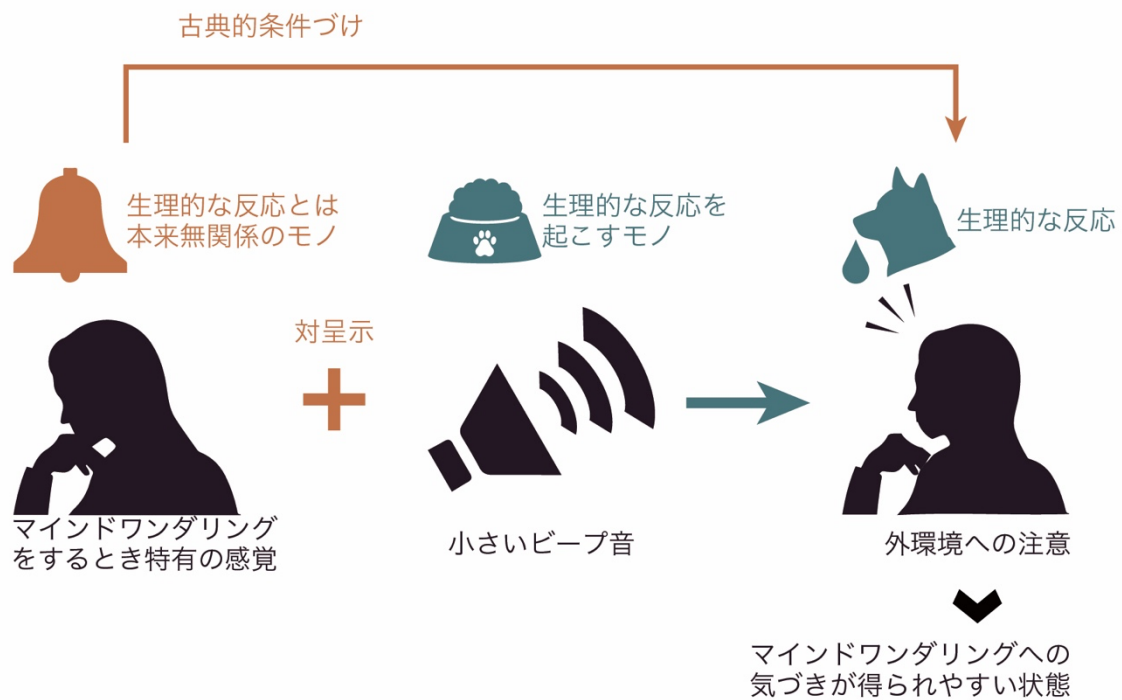 古典的条件づけ
生理的な反応とは
本来無関係のモノ
生理的な反応を
起こすモノ
生理的な反応
対呈示
マインドワンダリング
をするとき特有の感覚
小さいビープ音
外環境への注意
マインドワンダリングへの
気づきが得られやすい状態